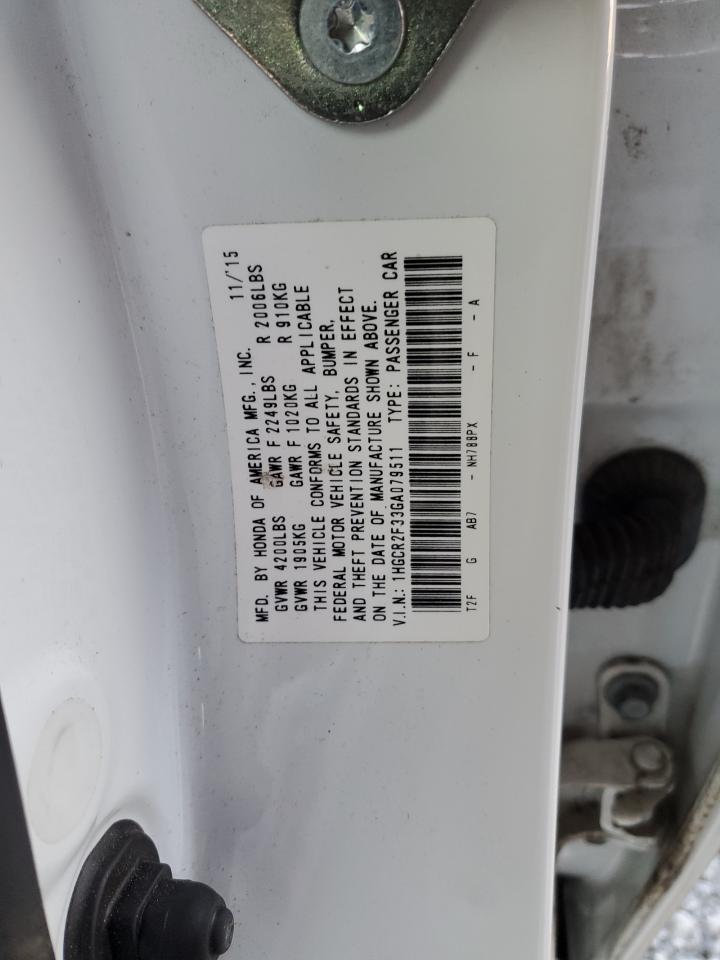 MFD. BY HONDA OF AMERICA MFG., INC. 11/'15
GVWR 4200LBS GAWR F 2249LBS R 2006LBS
GVWR 1905KG GAWR F 1020KG R 910KG
THIS VEHICLE CONFORMS TO ALL APPLICABLE
FEDERAL MOTOR VEHICLE SAFETY, BUMPER,
AND THEFT PREVENTION STANDARDS IN EFFECT
ON THE DATE OF MANUFACTURE SHOWN ABOVE.
V.I.N.: 1HGCR2F33GA079511 TYPE: PASSENGER CAR
T2F G AB7 - NH788PX - F - A